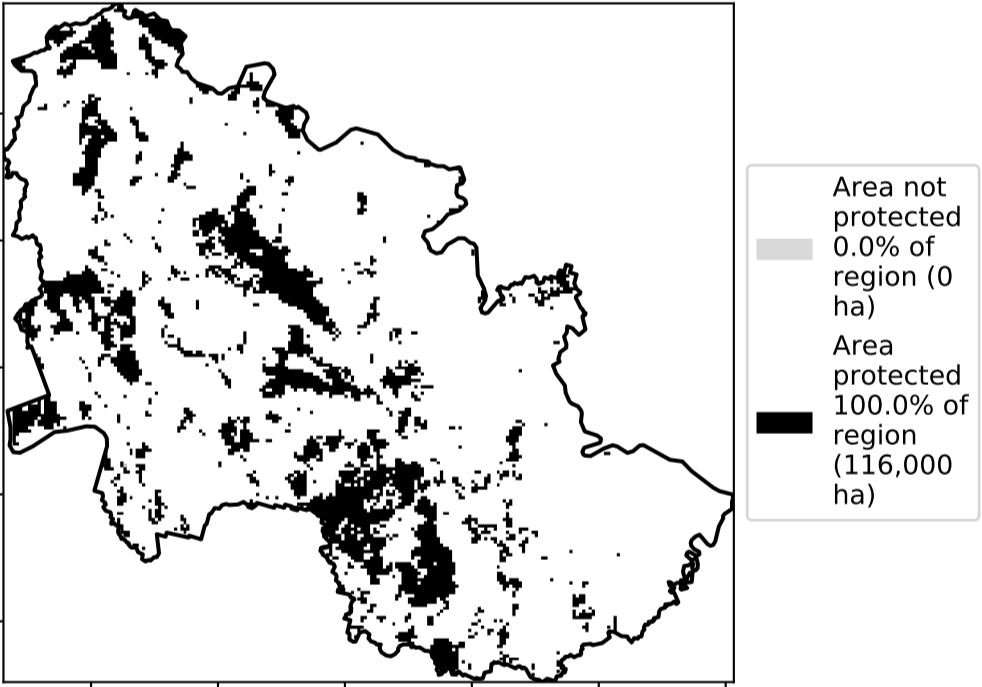 Area not
protected
0.0% of
region (0
ha)
Area
protected
100.0% of
region
(116,000
ha)